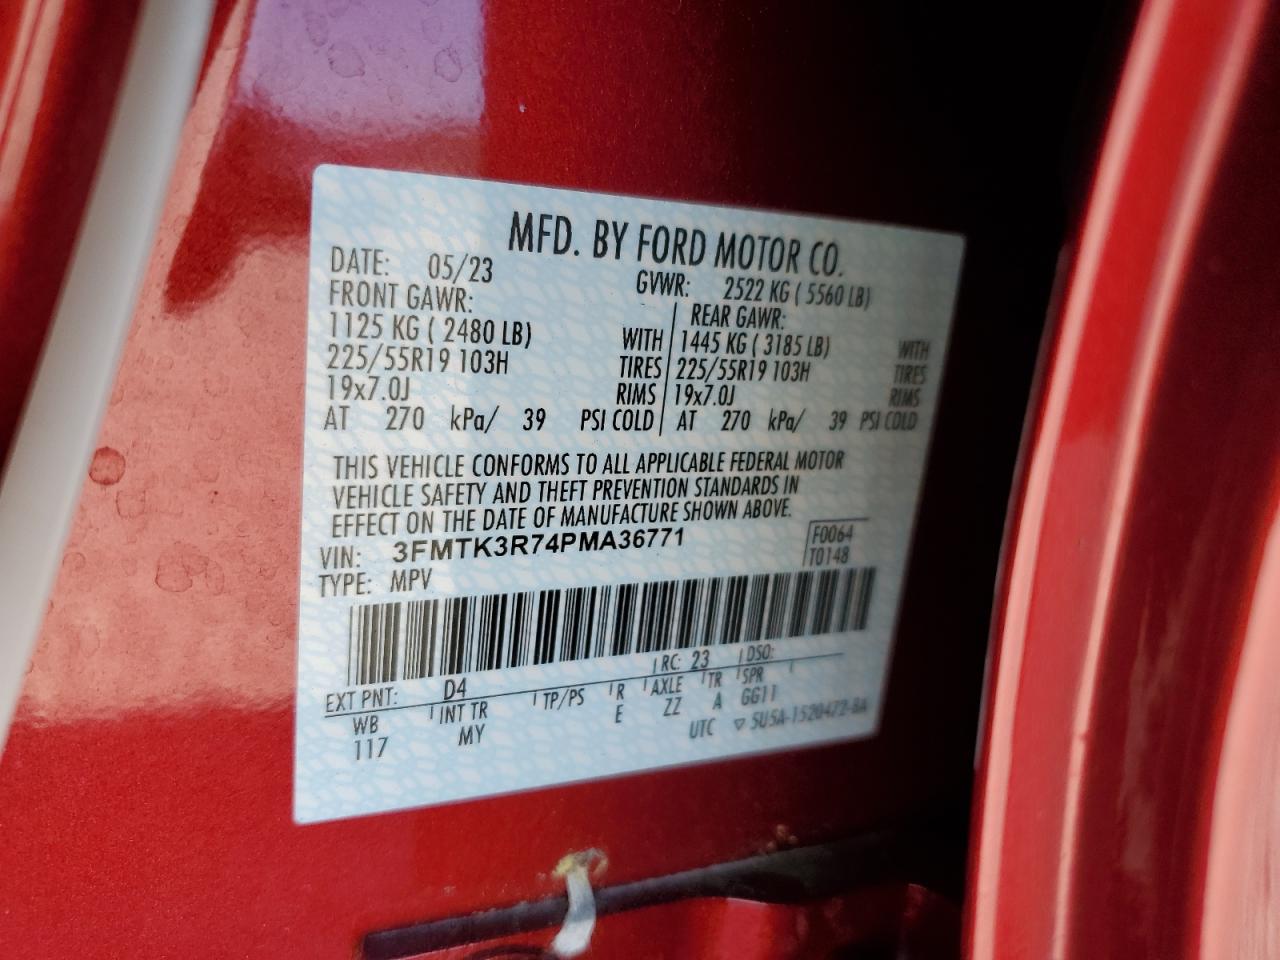 MFD. BY FORD MOTOR CO.
DATE: 05/23 GVWR: 2522 KG ( 5560 LB)
FRONT GAWR: REAR GAWR:
1125 KG ( 2480 LB) WITH 1445 KG ( 3185 LB) WITH
225/55R19 103H TIRES 225/55R19 103H TIRES
19x7.0J RIMS 19x7.0J RIMS
AT 270 kPa/ 39 PSI COLD AT 270 kPa/ 39 PSI COLD
THIS VEHICLE CONFORMS TO ALL APPLICABLE FEDERAL MOTOR
VEHICLE SAFETY AND THEFT PREVENTION STANDARDS IN
EFFECT ON THE DATE OF MANUFACTURE SHOWN ABOVE.
VIN: 3FMTK3R74PMA36771 F0064
TYPE: MPV T0148
EXT PNT: D4 RC: 23 DSO:
WB INT TR TP/PS R AXLE TR SPR
117 MY E ZZ A GG11
UTC ▽ 5U5A-1520472-BA